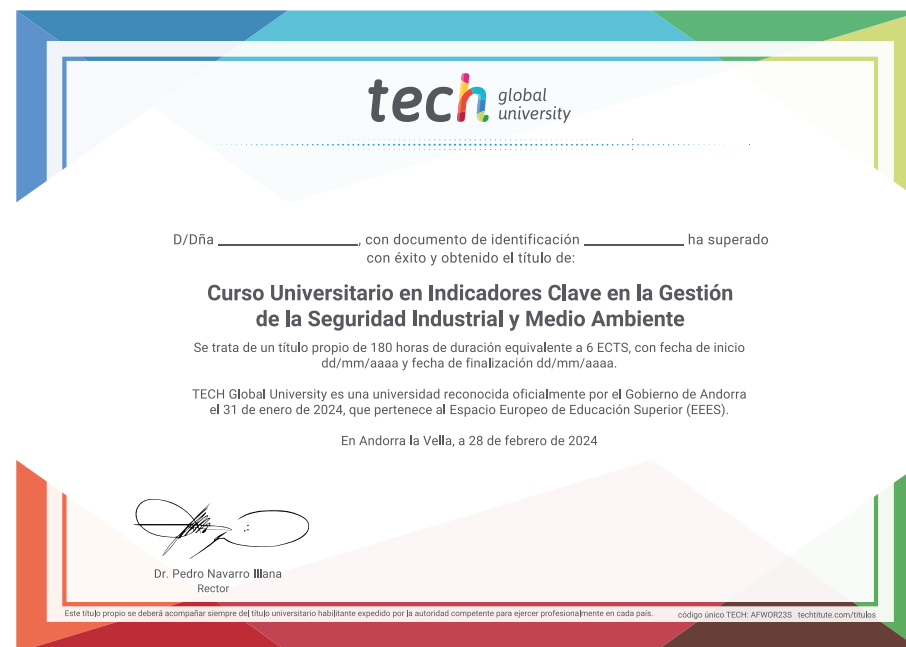 tech global university
D/Dña ____________________, con documento de identificación ______________ ha superado
con éxito y obtenido el título de:
Curso Universitario en Indicadores Clave en la Gestión
de la Seguridad Industrial y Medio Ambiente
Se trata de un título propio de 180 horas de duración equivalente a 6 ECTS, con fecha de inicio
dd/mm/aaaa y fecha de finalización dd/mm/aaaa.
TECH Global University es una universidad reconocida oficialmente por el Gobierno de Andorra
el 31 de enero de 2024, que pertenece al Espacio Europeo de Educación Superior (EEES).
En Andorra la Vella, a 28 de febrero de 2024
Dr. Pedro Navarro Illana
Rector
Este título propio se deberá acompañar siempre del título universitario habilitante expedido por la autoridad competente para ejercer profesionalmente en cada país. código único TECH: AFWOR23S techtitute.com/titulos